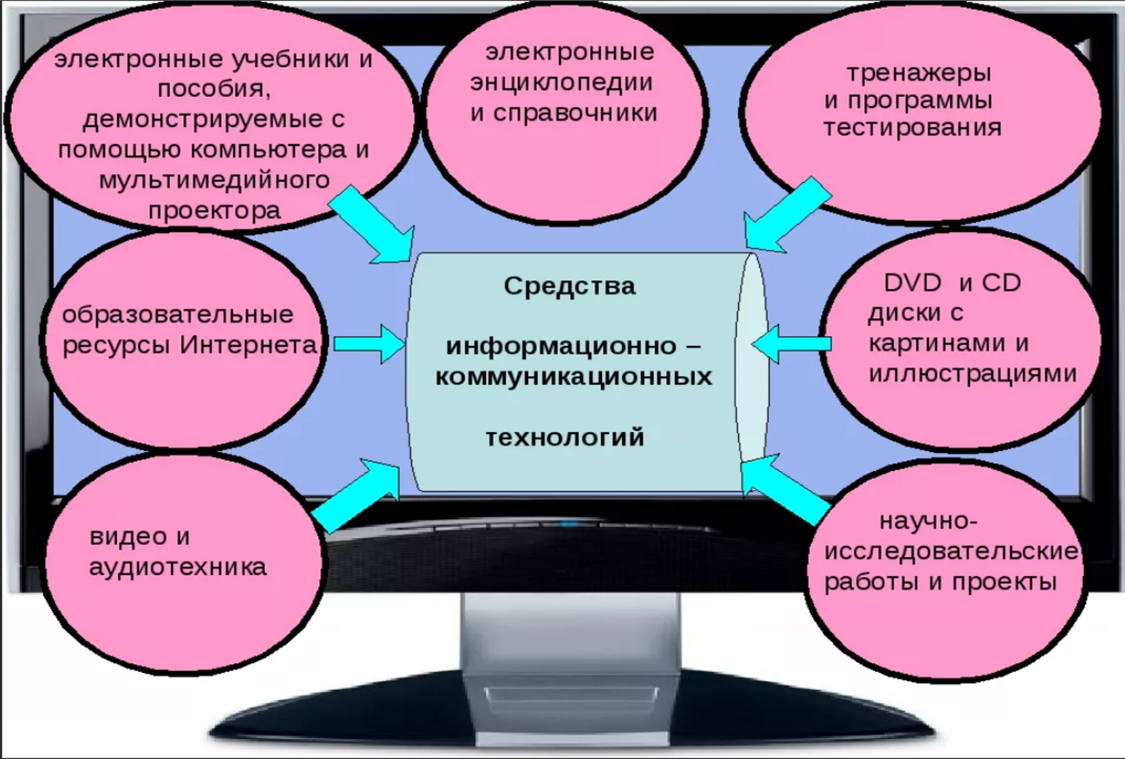 электронные учебники и
пособия,
демонстрируемые с
помощью компьютера и
мультимедийного
проектора
электронные
энциклопедии
и справочники
тренажеры
и программы
тестирования
образовательные
ресурсы Интернета
Средства
информационно –
коммуникационных
технологий
DVD и CD
диски с
картинами и
иллюстрациями
видео и
аудиотехника
научно-
исследовательские
работы и проекты